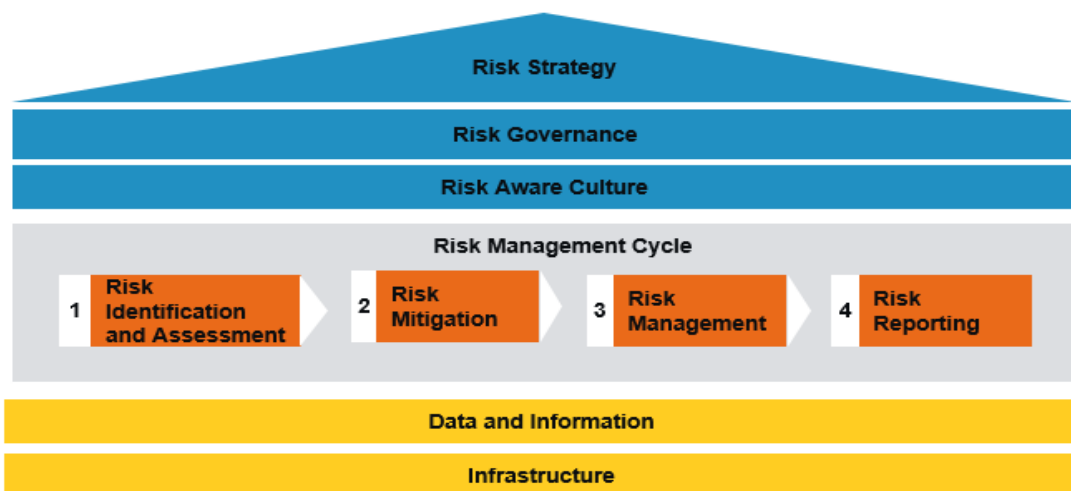 Risk Strategy
Risk Governance
Risk Aware Culture
Risk Management Cycle
1
Risk
Identification
and Assessment
2
Risk
Mitigation
3
Risk
Management
4
Risk
Reporting
Data and Information
Infrastructure